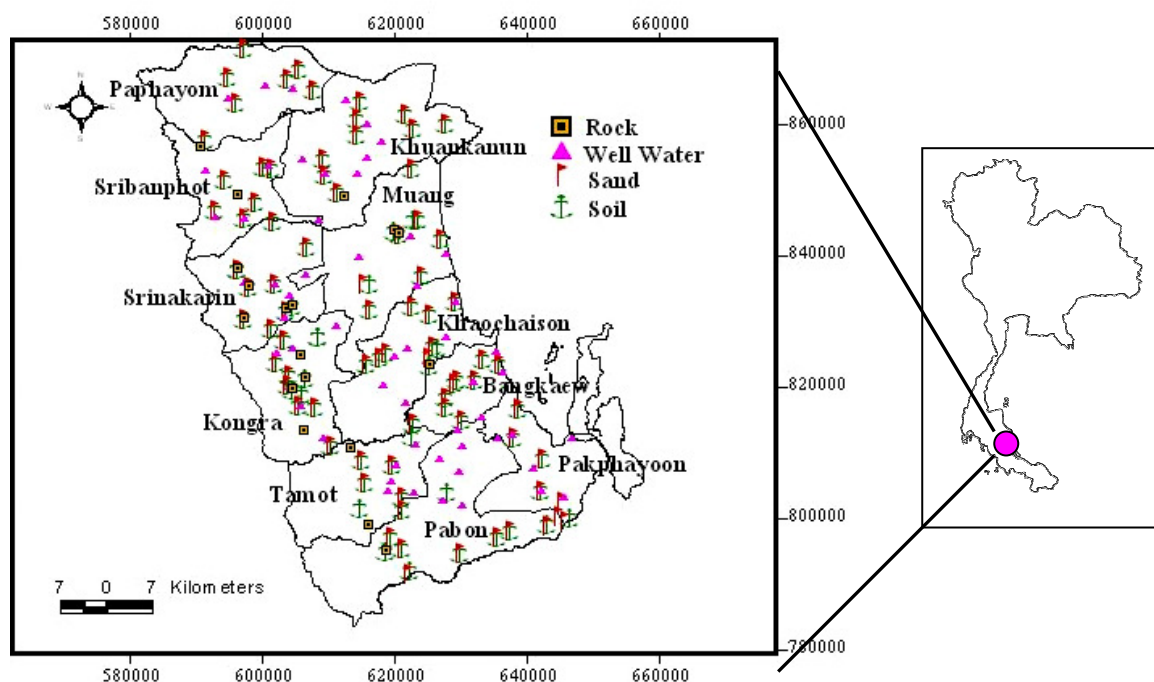 580000 600000 620000 640000 660000
Paphayom
860000
Rock
Khuankanun
Well Water
Sribanphot
Sand
Muang
Soil
840000
Srinakarin
Khaochaison
820000
Bangkaew
Kongra
Pakphayoon
Tamot
800000
Pabon
7 0 7 Kilometers
780000
580000 600000 620000 640000 660000